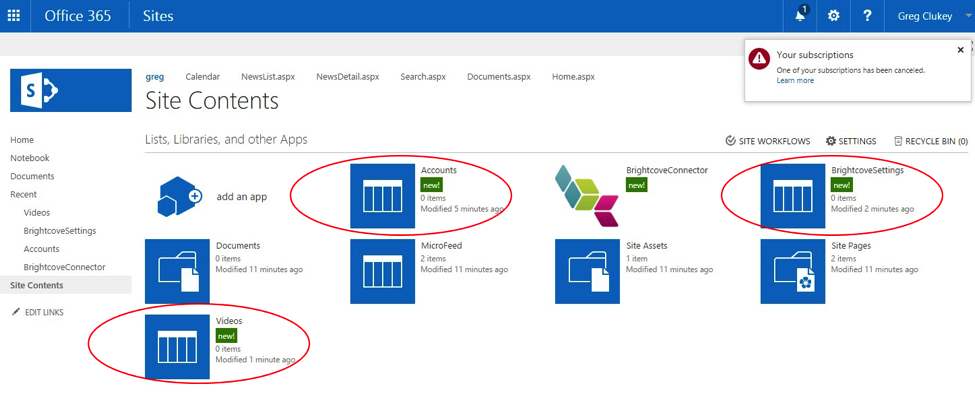 Office 365
Sites
1
?
Greg Clukey
Your subscriptions
One of your subscriptions has been canceled.
Learn more
S
greg Calendar NewsList.aspx NewsDetail.aspx Search.aspx Documents.aspx Home.aspx
Site Contents
Home
Notebook
Documents
Recent
Videos
BrightcoveSettings
Accounts
BrightcoveConnector
Site Contents
EDIT LINKS
Lists, Libraries, and other Apps
SITE WORKFLOWS SETTINGS RECYCLE BIN (0)
add an app
Accounts
new!
0 items
Modified 5 minutes ago
BrightcoveConnector
new!
BrightcoveSettings
new!
0 items
Modified 2 minutes ago
Documents
0 items
Modified 11 minutes ago
MicroFeed
2 items
Modified 11 minutes ago
Site Assets
1 item
Modified 11 minutes ago
Site Pages
2 items
Modified 11 minutes ago
Videos
new!
0 items
Modified 1 minute ago